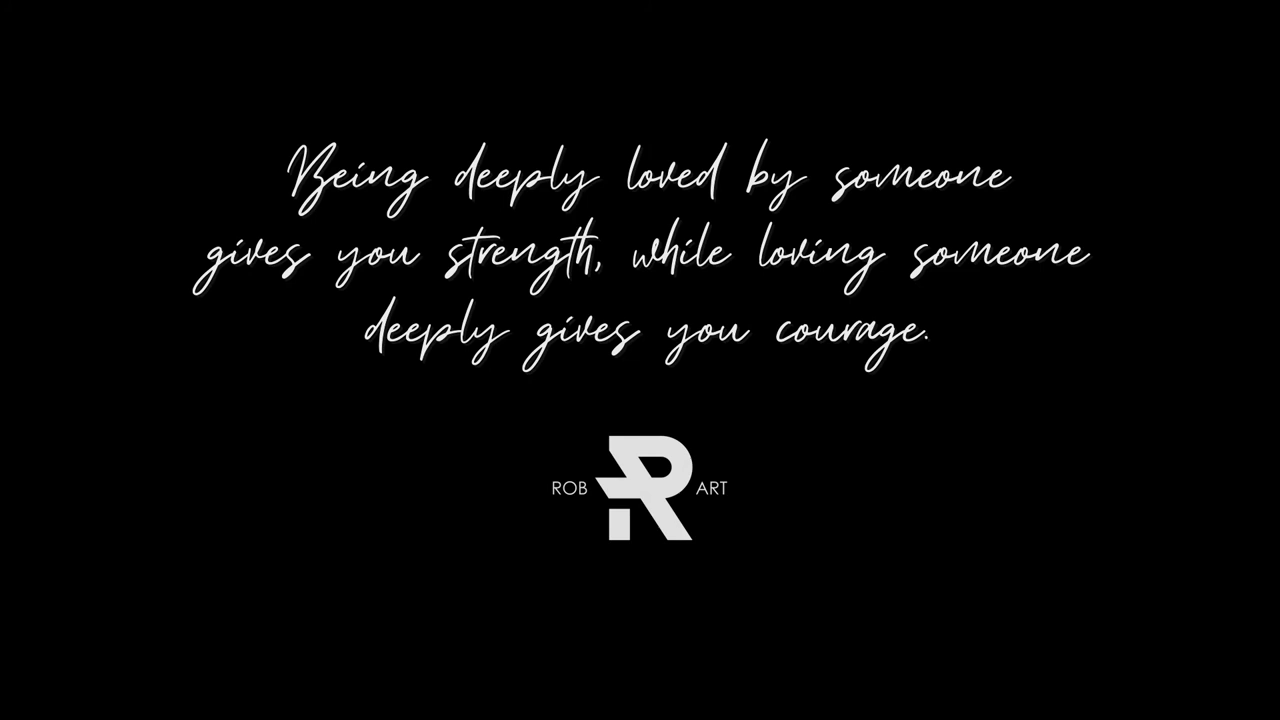 Being deeply loved by someone
gives you strength, while loving someone
deeply gives you courage.
ROB R ART